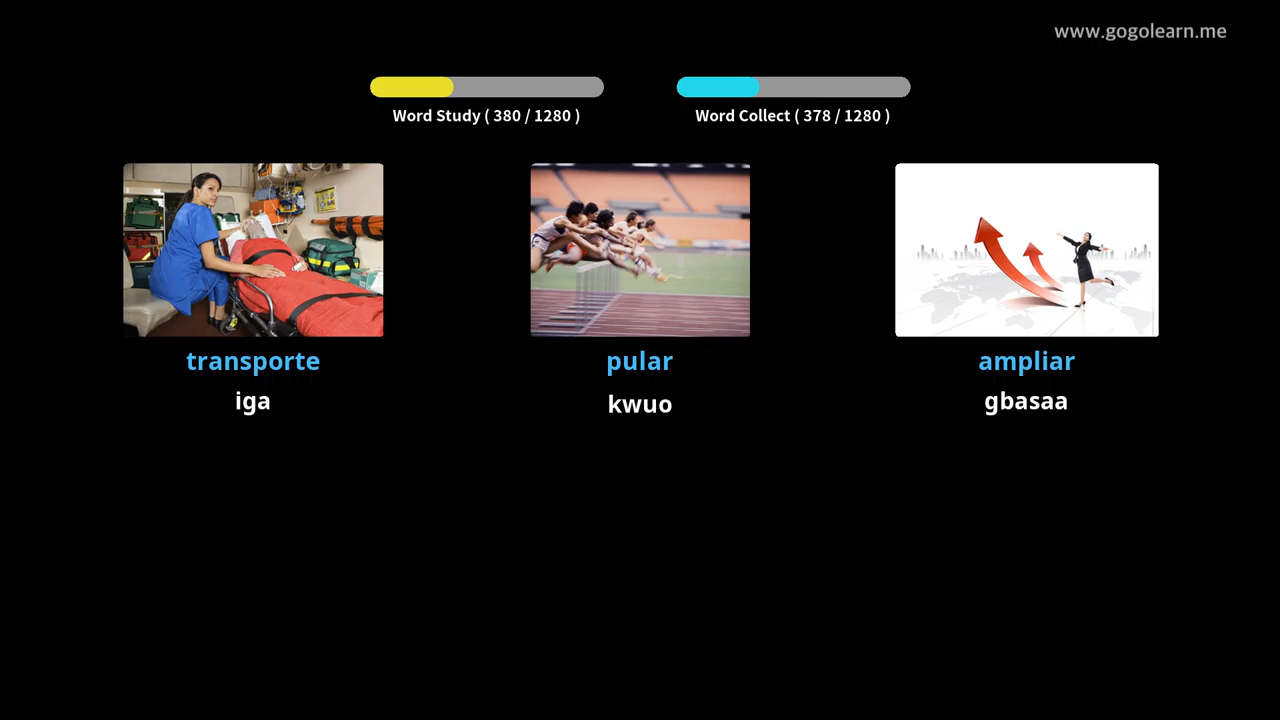 www.gogolearn.me
Word Study ( 380 / 1280 )
Word Collect ( 378 / 1280 )
transporte
iga
pular
kwuo
ampliar
gbasaa